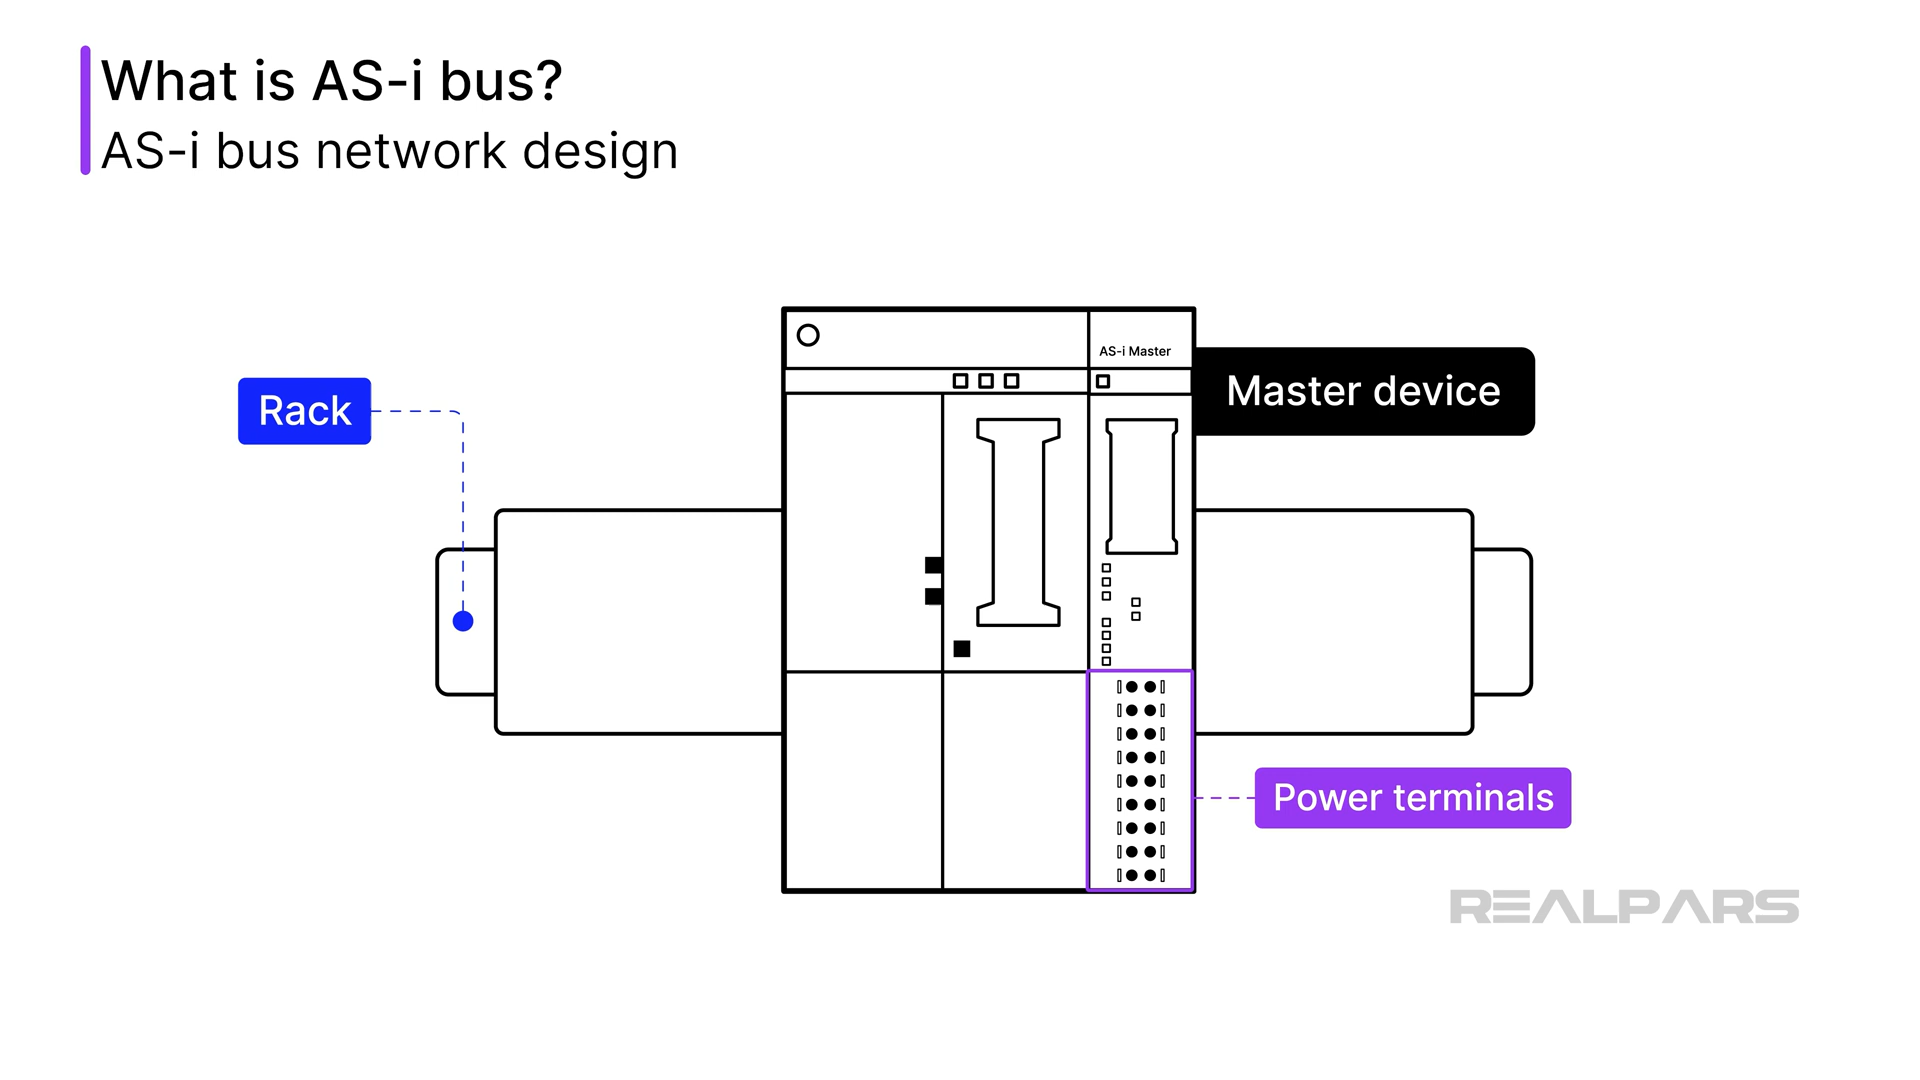 What is AS-i bus?
AS-i bus network design
AS-i Master
Master device
Rack
Power terminals
REALPARS